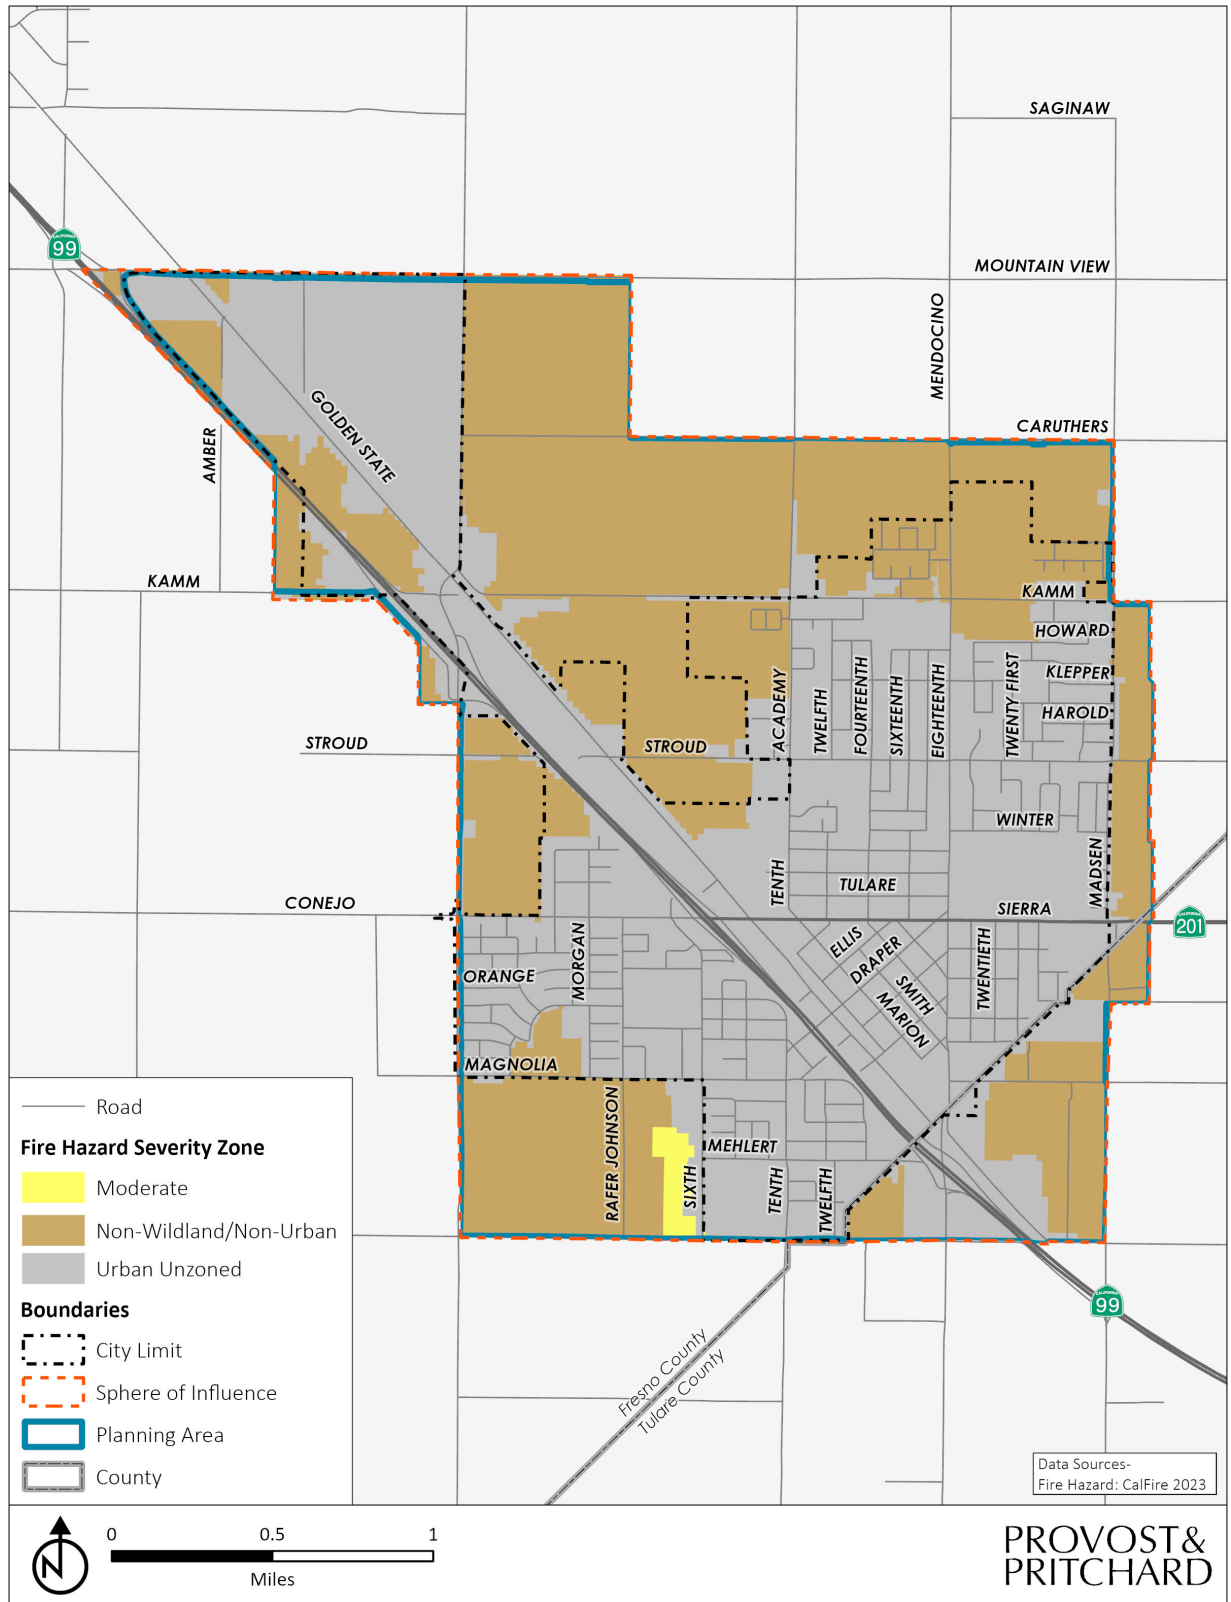 SAGINAW
CALIFORNIA
99
MOUNTAIN VIEW
MENDOCINO
GOLDEN STATE
CARUTHERS
AMBER
KAMM
KAMM
HOWARD
KLEPPER
HAROLD
ACADEMY
TWELFTH
FOURTEENTH
SIXTEENTH
EIGHTEENTH
TWENTY FIRST
STROUD
STROUD
WINTER
MADSEN
TENTH
TULARE
CONEJO
SIERRA
CALIFORNIA
201
ELLIS
DRAPER
SMITH
MARION
TWENTIETH
MORGAN
ORANGE
MAGNOLIA
RAFER JOHNSON
SIXTH
MEHLERT
TENTH
TWELFTH
CALIFORNIA
99
Fresno County
Tulare County
Road
Fire Hazard Severity Zone
Moderate
Non-Wildland/Non-Urban
Urban Unzoned
Boundaries
City Limit
Sphere of Influence
Planning Area
County
Data Sources-
Fire Hazard: CalFire 2023
N
0 0.5 1
Miles
PROVOST&
PRITCHARD